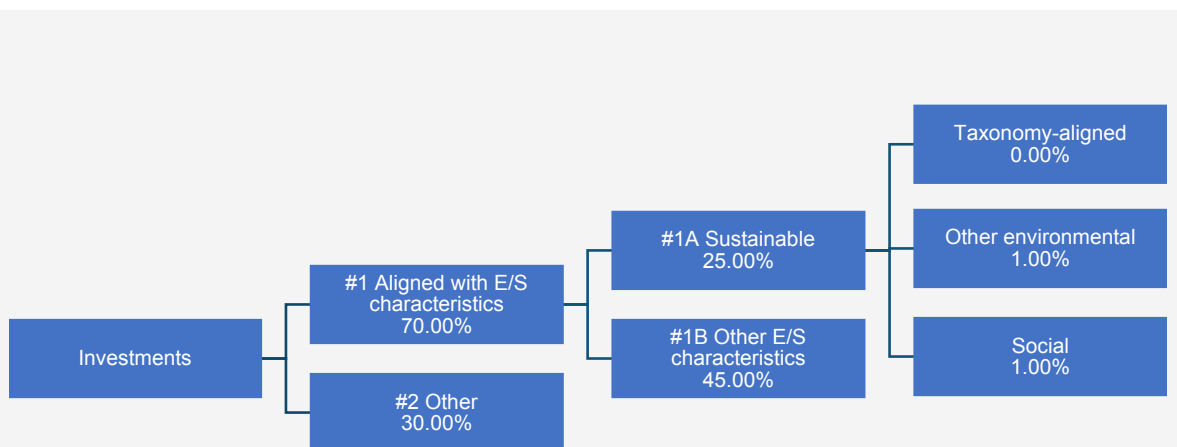 Investments
#1 Aligned with E/S
characteristics
70.00%
#2 Other
30.00%
#1A Sustainable
25.00%
#1B Other E/S
characteristics
45.00%
Taxonomy-aligned
0.00%
Other environmental
1.00%
Social
1.00%